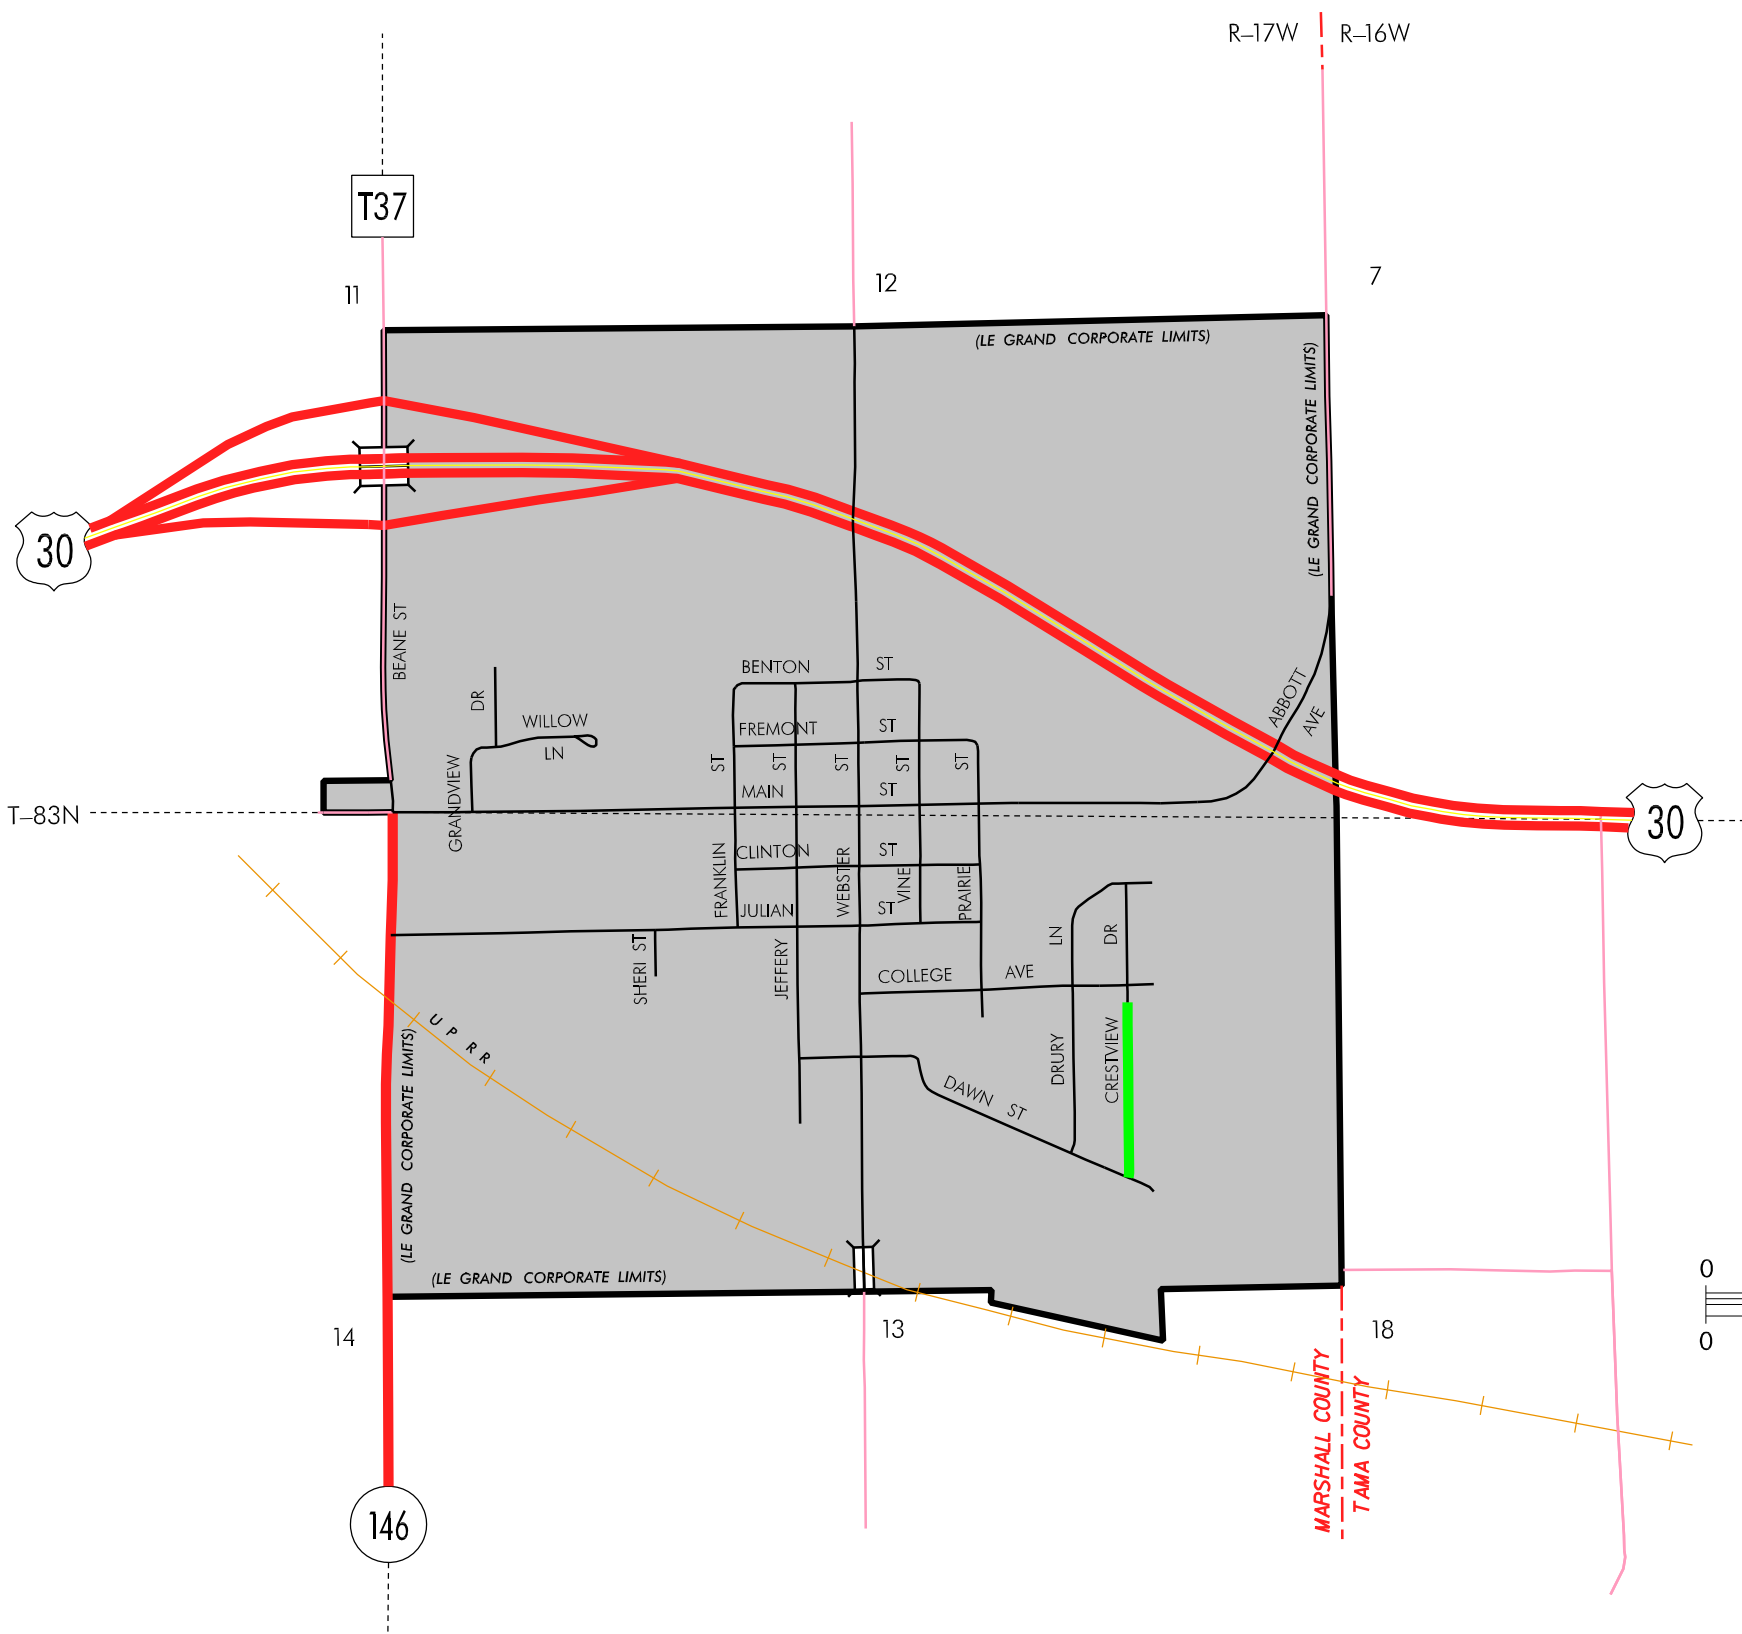 R–17W
R–16W
T37
11
12
7
(LE GRAND CORPORATE LIMITS)
(LE GRAND CORPORATE LIMITS)
30
BEANE ST
BENTON ST
DR
WILLOW
LN
GRANDVIEW
FREMONT ST
ST
ST
ST
ST
ST
MAIN ST
ABBOTT
AVE
T–83N
30
CLINTON ST
FRANKLIN
WEBSTER
VINE
PRAIRIE
JULIAN ST
SHERI ST
JEFFERY
COLLEGE AVE
LN
DR
DRURY
CRESTVIEW
DAWN ST
U P R R
(LE GRAND CORPORATE LIMITS)
(LE GRAND CORPORATE LIMITS)
14
13
18
0
0
MARSHALL COUNTY
TAMA COUNTY
146